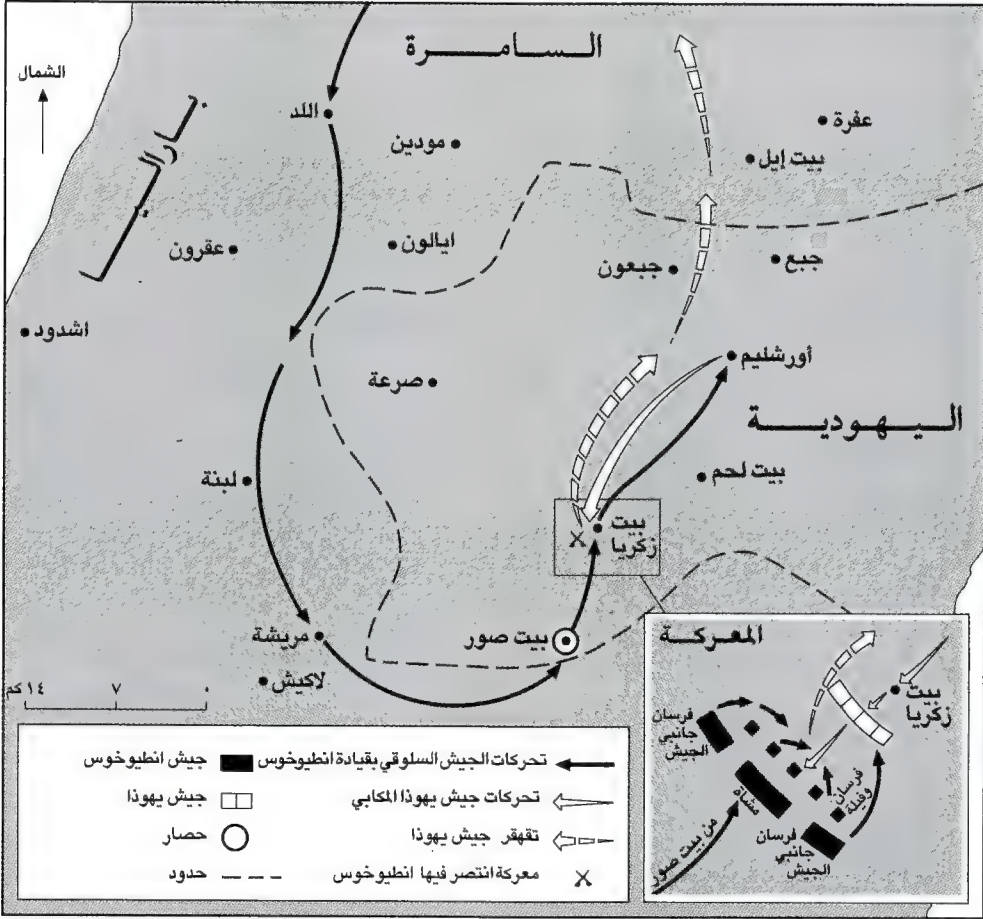 الـسـامـرة
الشمال
اللد
عفرة
مودين
بيت إيل
ايالون
عقرون
جبعون
جبع
اشدود
أورشليم
صرعة
اليـهـوديـة
لبنة
بيت لحم
بيت
زكريا
بيت صور
مريشة
لاكيش
١٤ كم
٧
٠
المعركة
بيت
زكريا
فرسان
جانبي
الجيش
مشاة
فرسان
وفيلة
فرسان
جانبي
الجيش
من بيت صور
تحركات الجيش السلوقي بقيادة انطيوخوس
جيش انطيوخوس
تحركات جيش يهوذا المكابي
جيش يهوذا
تقهقر جيش يهوذا
حصار
معركة انتصر فيها انطيوخوس
حدود